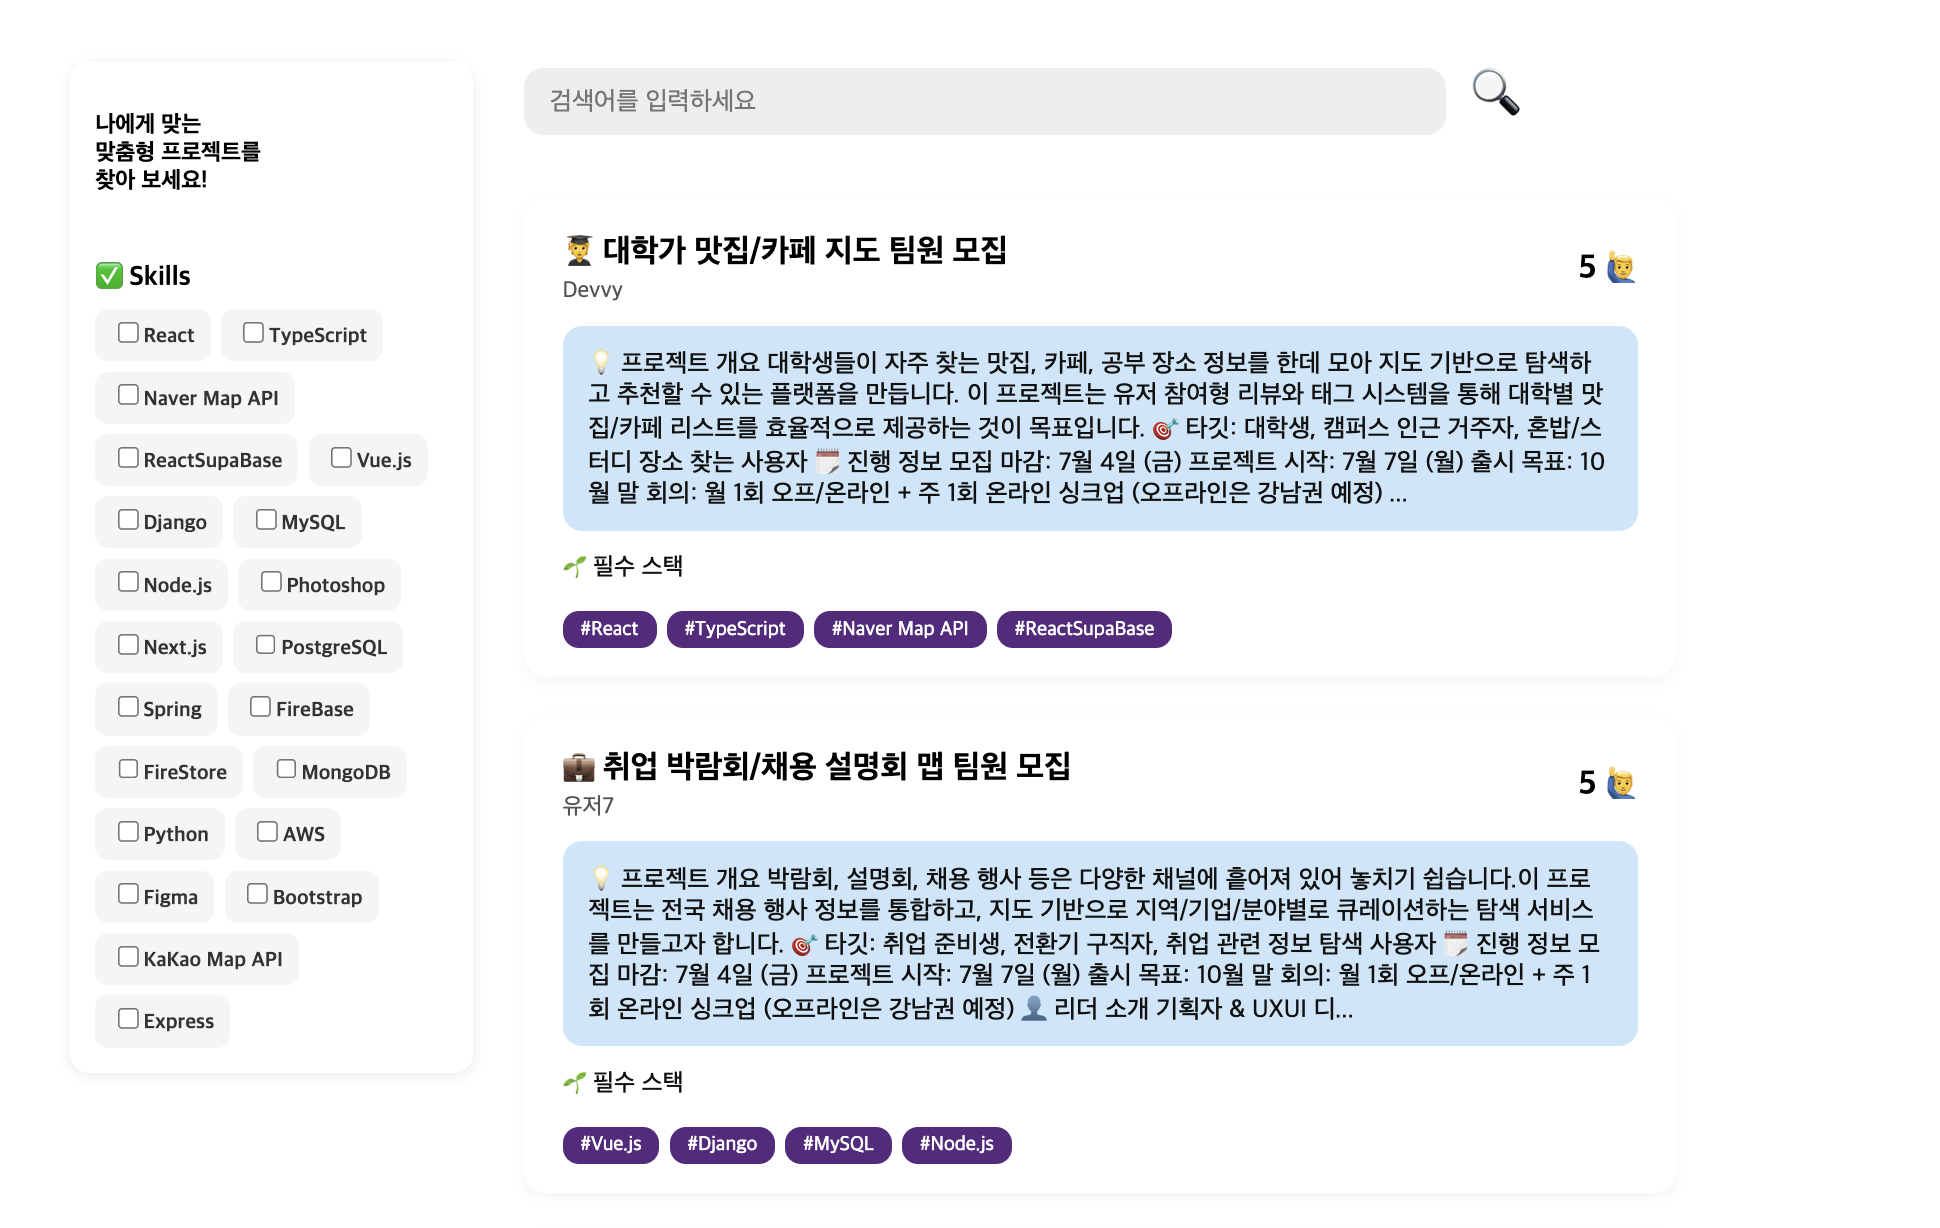 나에게 맞는
맞춤형 프로젝트를
찾아 보세요!
✅ Skills
React TypeScript
Naver Map API
ReactSupaBase Vue.js
Django MySQL
Node.js Photoshop
Next.js PostgreSQL
Spring FireBase
FireStore MongoDB
Python AWS
Figma Bootstrap
KaKao Map API
Express
검색어를 입력하세요
👨‍🎓 대학가 맛집/카페 지도 팀원 모집
Devvy
5 🙋‍♂️
💡 프로젝트 개요 대학생들이 자주 찾는 맛집, 카페, 공부 장소 정보를 한데 모아 지도 기반으로 탐색하
고 추천할 수 있는 플랫폼을 만듭니다. 이 프로젝트는 유저 참여형 리뷰와 태그 시스템을 통해 대학별 맛
집/카페 리스트를 효율적으로 제공하는 것이 목표입니다. 🎯 타깃: 대학생, 캠퍼스 인근 거주자, 혼밥/스
터디 장소 찾는 사용자 🗓️ 진행 정보 모집 마감: 7월 4일 (금) 프로젝트 시작: 7월 7일 (월) 출시 목표: 10
월 말 회의: 월 1회 오프/온라인 + 주 1회 온라인 싱크업 (오프라인은 강남권 예정) ...
🌱 필수 스택
#React #TypeScript #Naver Map API #ReactSupaBase
💼 취업 박람회/채용 설명회 맵 팀원 모집
유저7
5 🙋‍♂️
💡 프로젝트 개요 박람회, 설명회, 채용 행사 등은 다양한 채널에 흩어져 있어 놓치기 쉽습니다.이 프로
젝트는 전국 채용 행사 정보를 통합하고, 지도 기반으로 지역/기업/분야별로 큐레이션하는 탐색 서비스
를 만들고자 합니다. 🎯 타깃: 취업 준비생, 전환기 구직자, 취업 관련 정보 탐색 사용자 🗓️ 진행 정보 모
집 마감: 7월 4일 (금) 프로젝트 시작: 7월 7일 (월) 출시 목표: 10월 말 회의: 월 1회 오프/온라인 + 주 1
회 온라인 싱크업 (오프라인은 강남권 예정) 👤 리더 소개 기획자 & UXUI 디...
🌱 필수 스택
#Vue.js #Django #MySQL #Node.js